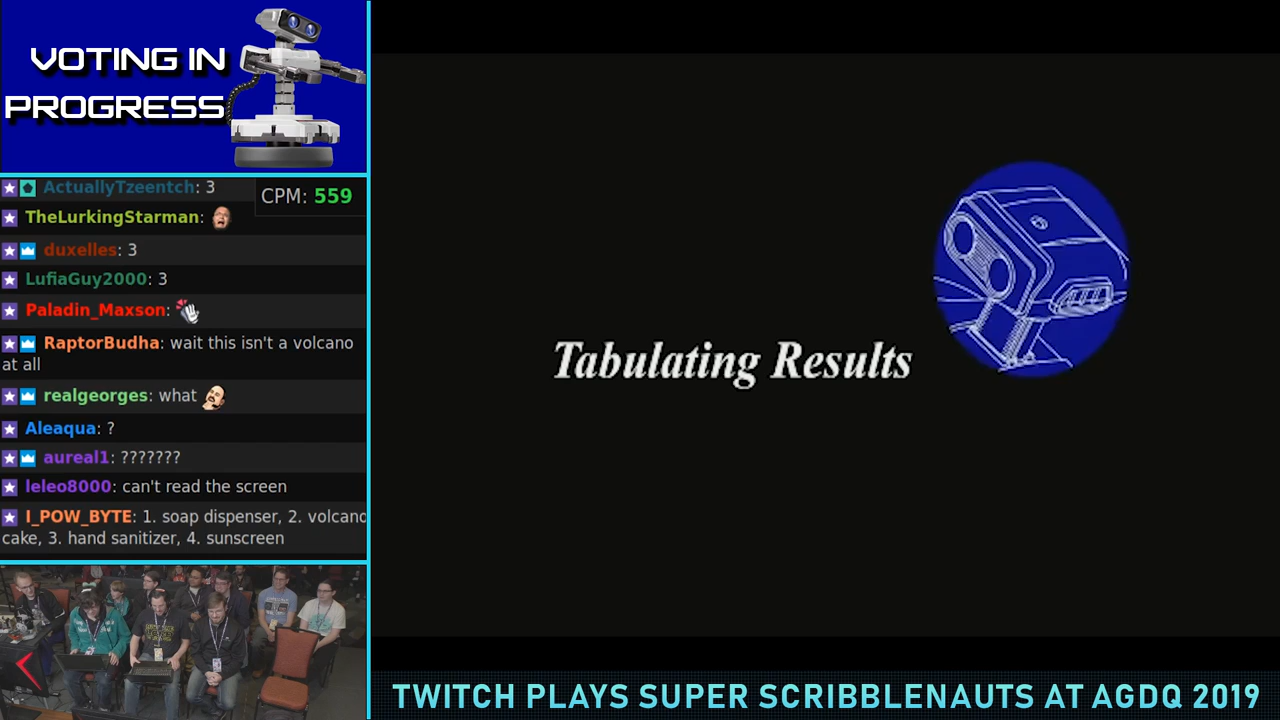 VOTING IN
PROGRESS
ActuallyTzeentch: 3
CPM: 559
TheLurkingStarman:
duxelles: 3
LufiaGuy2000: 3
Paladin_Maxson:
RaptorBudha: wait this isn't a volcano
at all
realgeorges: what
Aleaqua: ?
aureal1: ???????
leleo8000: can't read the screen
I_POW_BYTE: 1. soap dispenser, 2. volcano
cake, 3. hand sanitizer, 4. sunscreen
Tabulating Results
TWITCH PLAYS SUPER SCRIBBLENAUTS AT AGDQ 2019